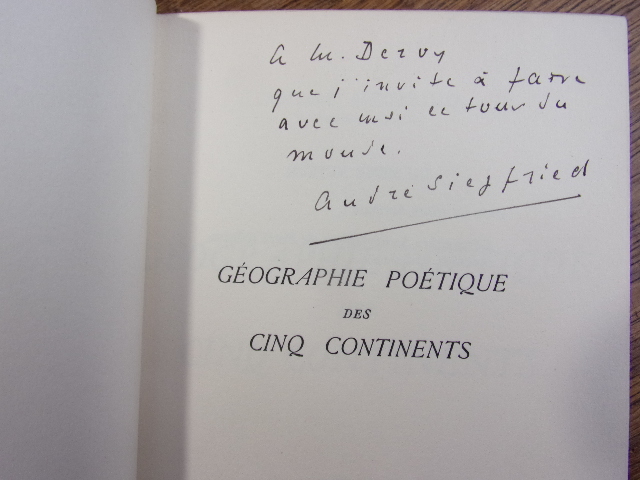 A M. Dervy
que j'invite à faire
avec moi ce tour du
monde.
André Siegfried
GÉOGRAPHIE POÉTIQUE
DES
CINQ CONTINENTS